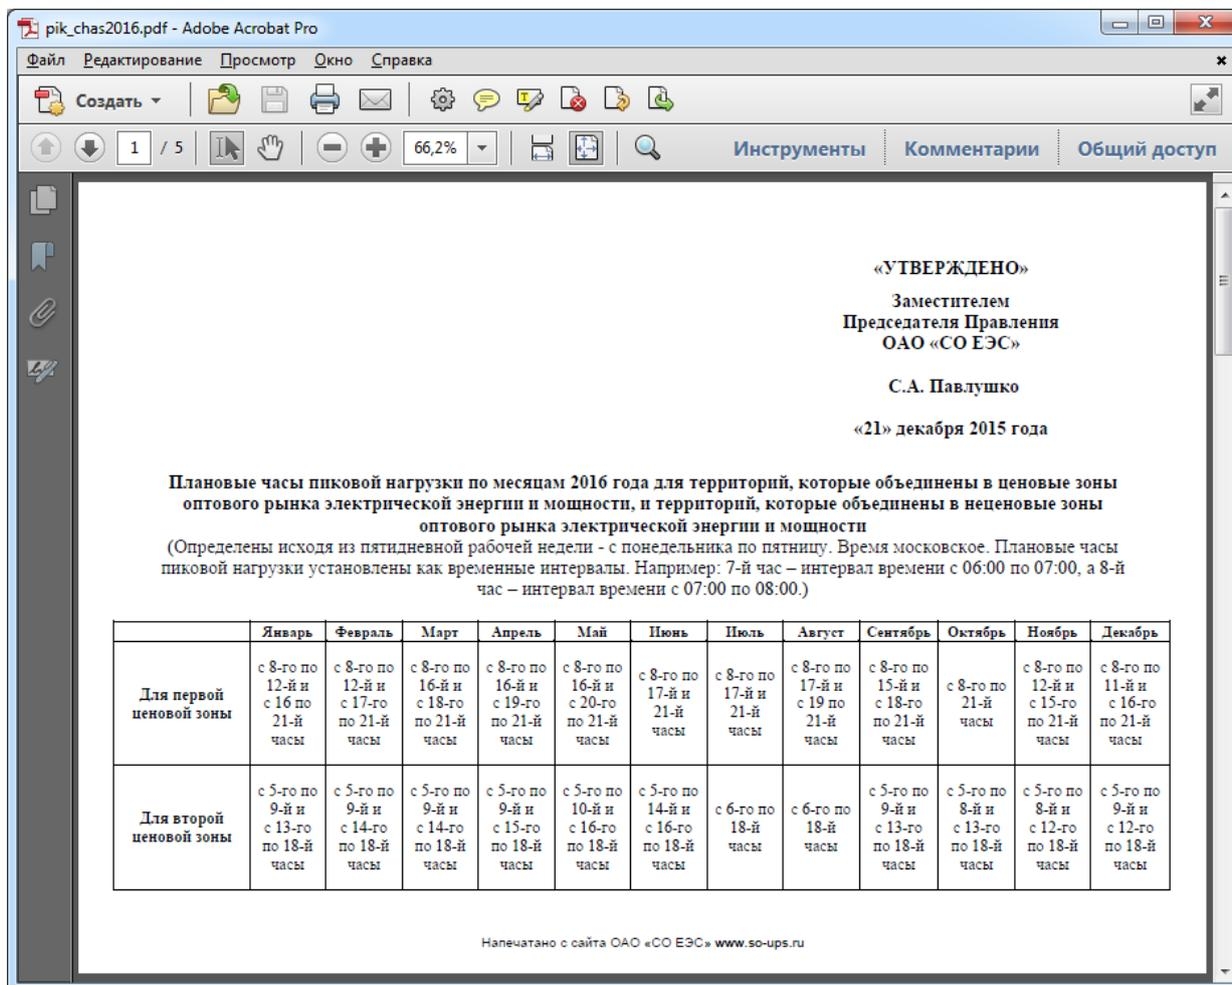 pik_chas2016.pdf - Adobe Acrobat Pro
Файл Редактирование Просмотр Окно Справка
Создать
1 / 5 66,2% Инструменты Комментарии Общий доступ
«УТВЕРЖДЕНО»
Заместителем
Председателя Правления
ОАО «СО ЕЭС»
С.А. Павлушко
«21» декабря 2015 года
Плановые часы пиковой нагрузки по месяцам 2016 года для территорий, которые объединены в ценовые зоны
оптового рынка электрической энергии и мощности, и территорий, которые объединены в неценовые зоны
оптового рынка электрической энергии и мощности
(Определены исходя из пятидневной рабочей недели - с понедельника по пятницу. Время московское. Плановые часы
пиковой нагрузки установлены как временные интервалы. Например: 7-й час – интервал времени с 06:00 по 07:00, а 8-й
час – интервал времени с 07:00 по 08:00.)
Январь Февраль Март Апрель Май Июнь Июль Август Сентябрь Октябрь Ноябрь Декабрь
Для первой
ценовой зоны
с 8-го по
12-й и
с 16 по
21-й
часы
с 8-го по
12-й и
с 17-го
по 21-й
часы
с 8-го по
16-й и
с 18-го
по 21-й
часы
с 8-го по
16-й и
с 19-го
по 21-й
часы
с 8-го по
16-й и
с 20-го
по 21-й
часы
с 8-го по
17-й и
21-й
часы
с 8-го по
17-й и
21-й
часы
с 8-го по
17-й и
с 19 по
21-й
часы
с 8-го по
15-й и
с 18-го
по 21-й
часы
с 8-го по
21-й
часы
с 8-го по
12-й и
с 15-го
по 21-й
часы
с 8-го по
11-й и
с 16-го
по 21-й
часы
Для второй
ценовой зоны
с 5-го по
9-й и
с 13-го
по 18-й
часы
с 5-го по
9-й и
с 14-го
по 18-й
часы
с 5-го по
9-й и
с 14-го
по 18-й
часы
с 5-го по
9-й и
с 15-го
по 18-й
часы
с 5-го по
10-й и
с 16-го
по 18-й
часы
с 5-го по
14-й и
с 16-го
по 18-й
часы
с 6-го по
18-й
часы
с 6-го по
18-й
часы
с 5-го по
9-й и
с 13-го
по 18-й
часы
с 5-го по
8-й и
с 13-го
по 18-й
часы
с 5-го по
8-й и
с 12-го
по 18-й
часы
с 5-го по
9-й и
с 12-го
по 18-й
часы
Напечатано с сайта ОАО «СО ЕЭС» www.so-ups.ru